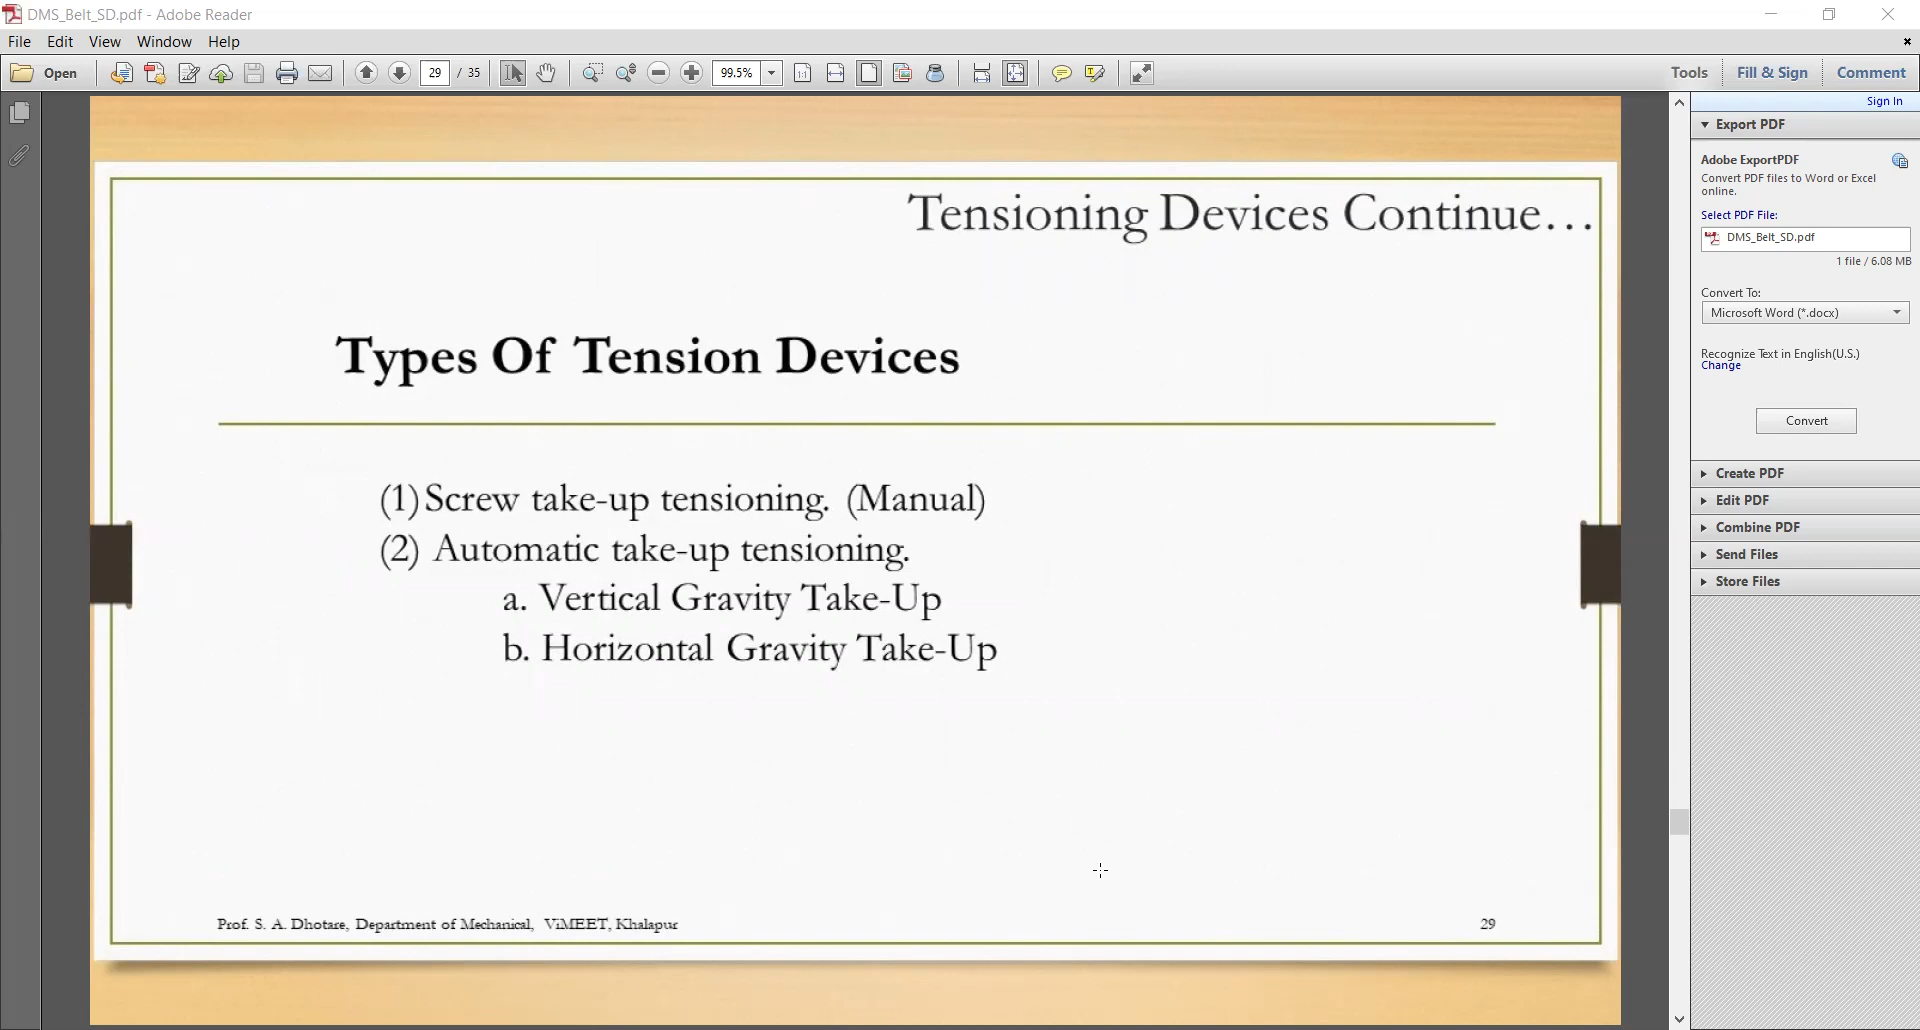 DMS_Belt_SD.pdf - Adobe Reader
File Edit View Window Help
Open 29 / 35 99.5% Tools Fill & Sign Comment
Sign In
Export PDF
Adobe ExportPDF
Convert PDF files to Word or Excel
online.
Select PDF File:
DMS_Belt_SD.pdf
1 file / 6.08 MB
Convert To:
Microsoft Word (*.docx)
Recognize Text in English(U.S.)
Change
Convert
Create PDF
Edit PDF
Combine PDF
Send Files
Store Files
Tensioning Devices Continue…
Types Of Tension Devices
(1) Screw take-up tensioning. (Manual)
(2) Automatic take-up tensioning.
a. Vertical Gravity Take-Up
b. Horizontal Gravity Take-Up
Prof. S. A. Dhotare, Department of Mechanical, ViMEET, Khalapur 29